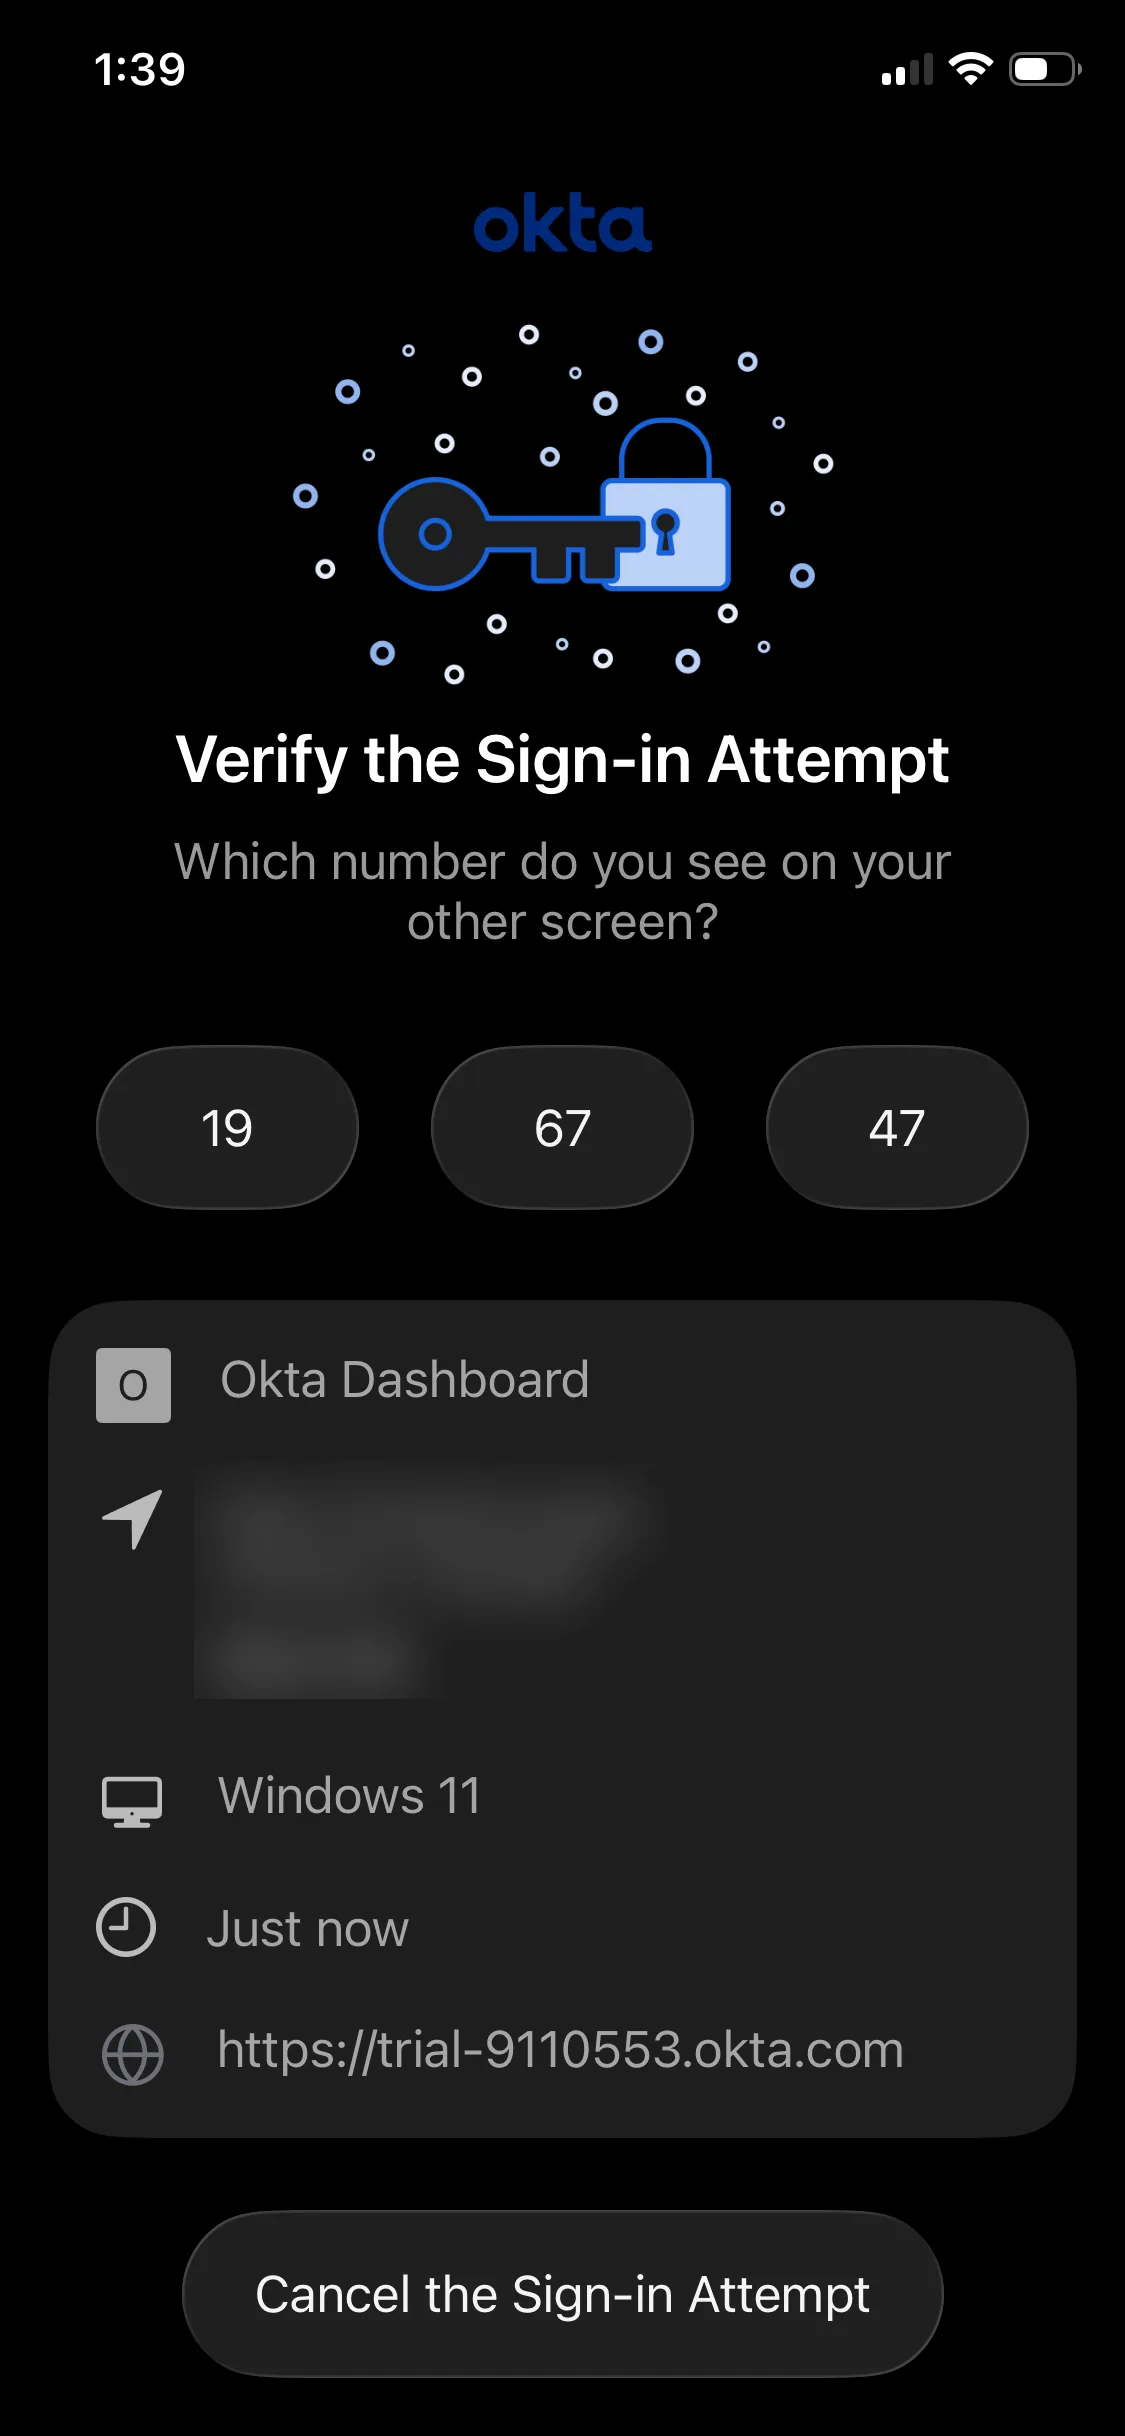 1:39
okta
Verify the Sign-in Attempt
Which number do you see on your
other screen?
19 67 47
O Okta Dashboard
Windows 11
Just now
https://trial-9110553.okta.com
Cancel the Sign-in Attempt